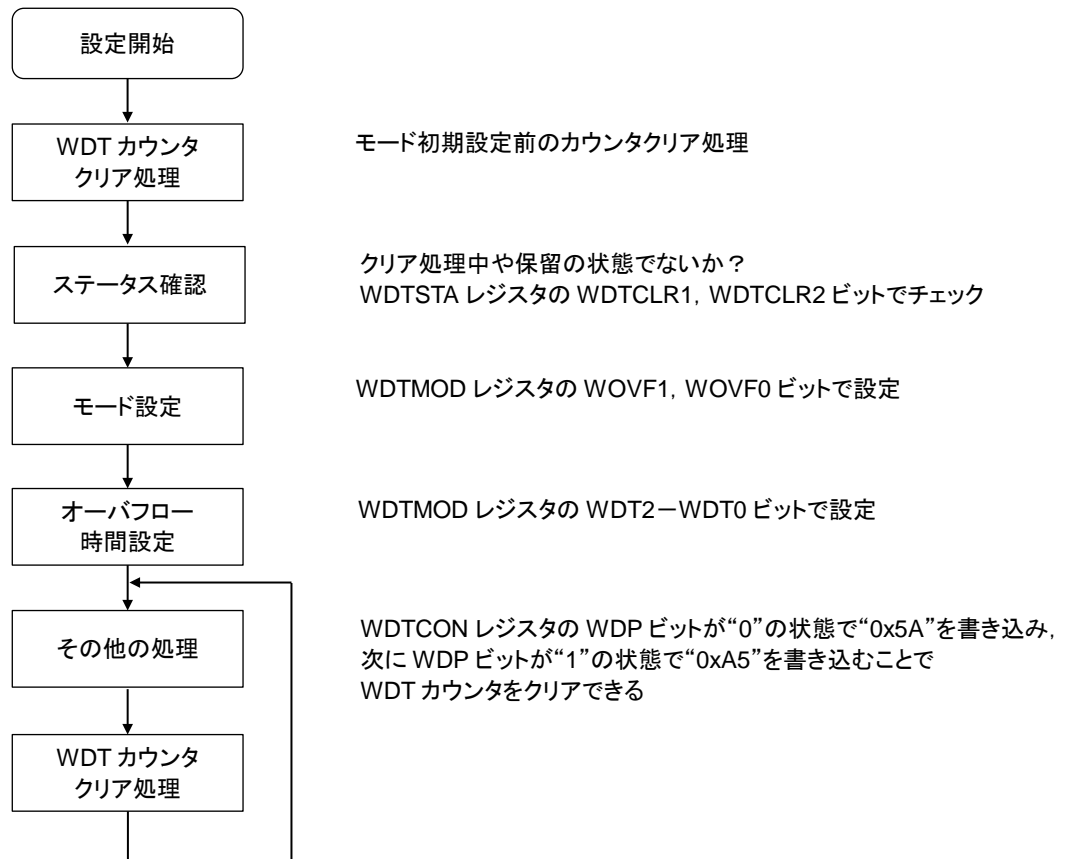 設定開始
WDT カウンタ
クリア処理
モード初期設定前のカウンタクリア処理
ステータス確認
クリア処理中や保留の状態でないか？
WDTSTA レジスタの WDTCLR1, WDTCLR2 ビットでチェック
モード設定
WDTMOD レジスタの WOVF1, WOVF0 ビットで設定
オーバフロー
時間設定
WDTMOD レジスタの WDT2－WDT0 ビットで設定
その他の処理
WDTCON レジスタの WDP ビットが“0”の状態で“0x5A”を書き込み,
次に WDP ビットが“1”の状態で“0xA5”を書き込むことで
WDT カウンタをクリアできる
WDT カウンタ
クリア処理